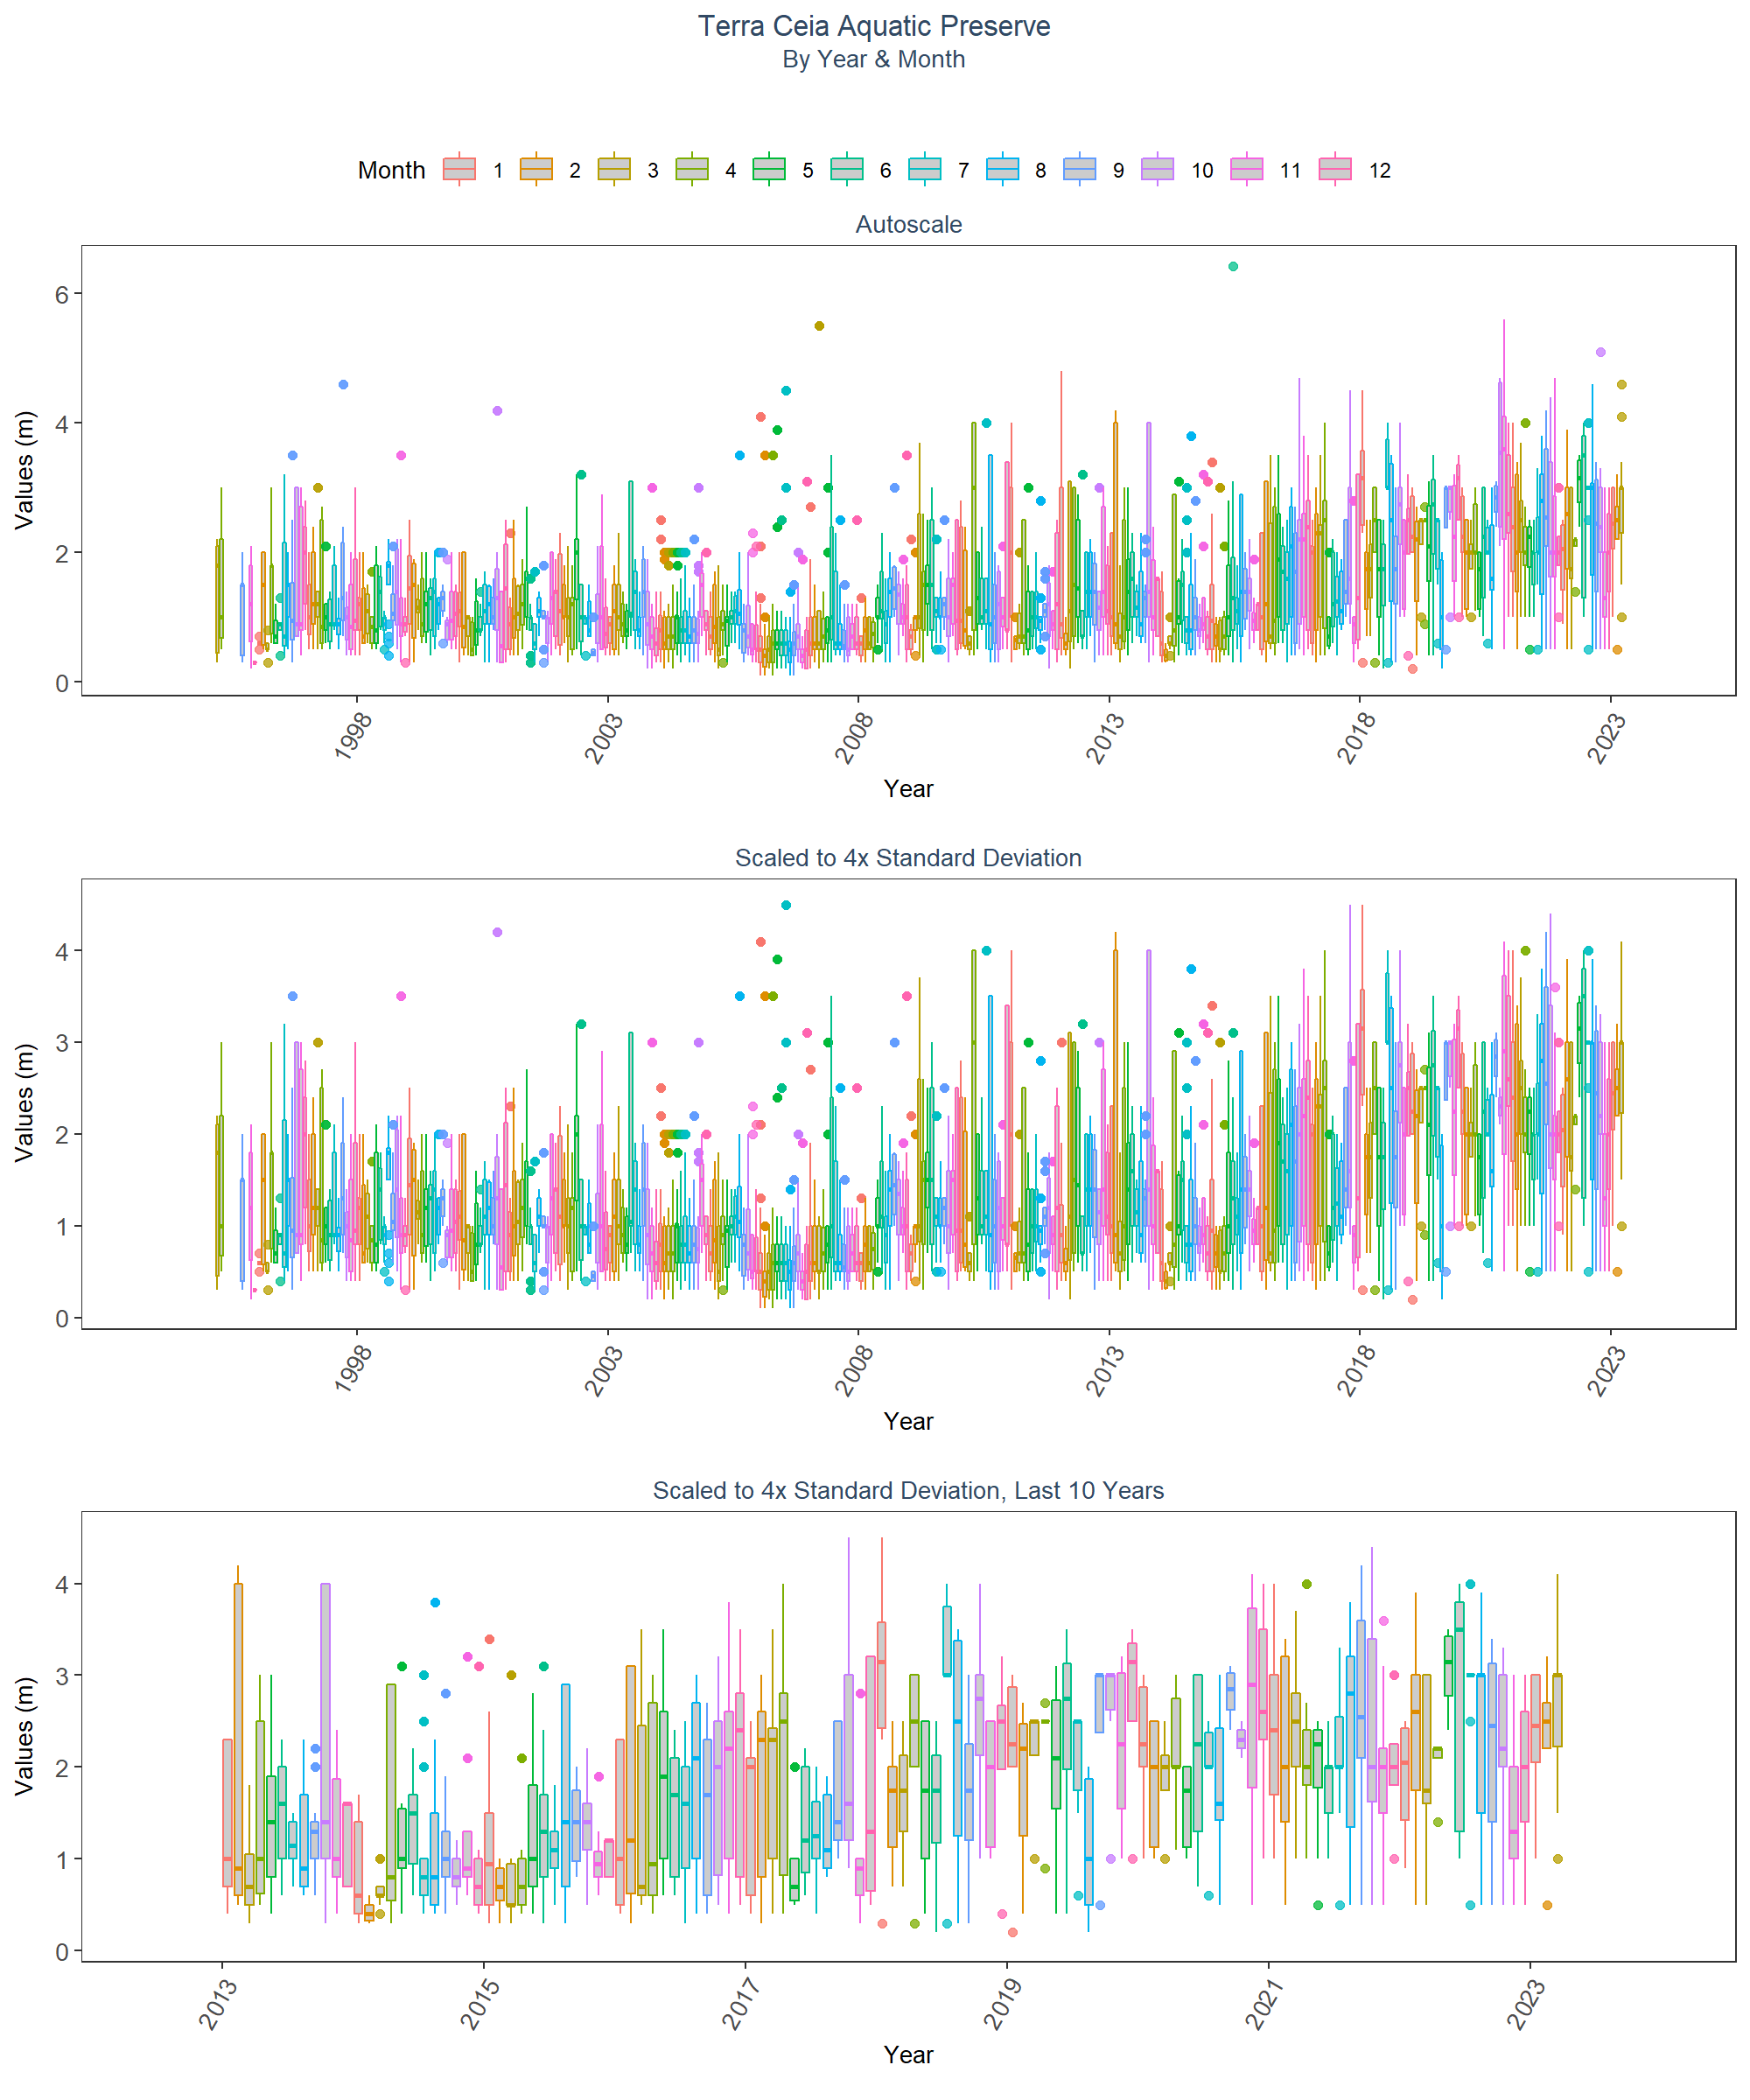 Terra Ceia Aquatic Preserve
By Year & Month
Month 1 2 3 4 5 6 7 8 9 10 11 12
Autoscale
Values (m)
6
4
2
0
1998 2003 2008 2013 2018 2023
Year
Scaled to 4x Standard Deviation
Values (m)
4
3
2
1
0
1998 2003 2008 2013 2018 2023
Year
Scaled to 4x Standard Deviation, Last 10 Years
Values (m)
4
3
2
1
0
2013 2015 2017 2019 2021 2023
Year